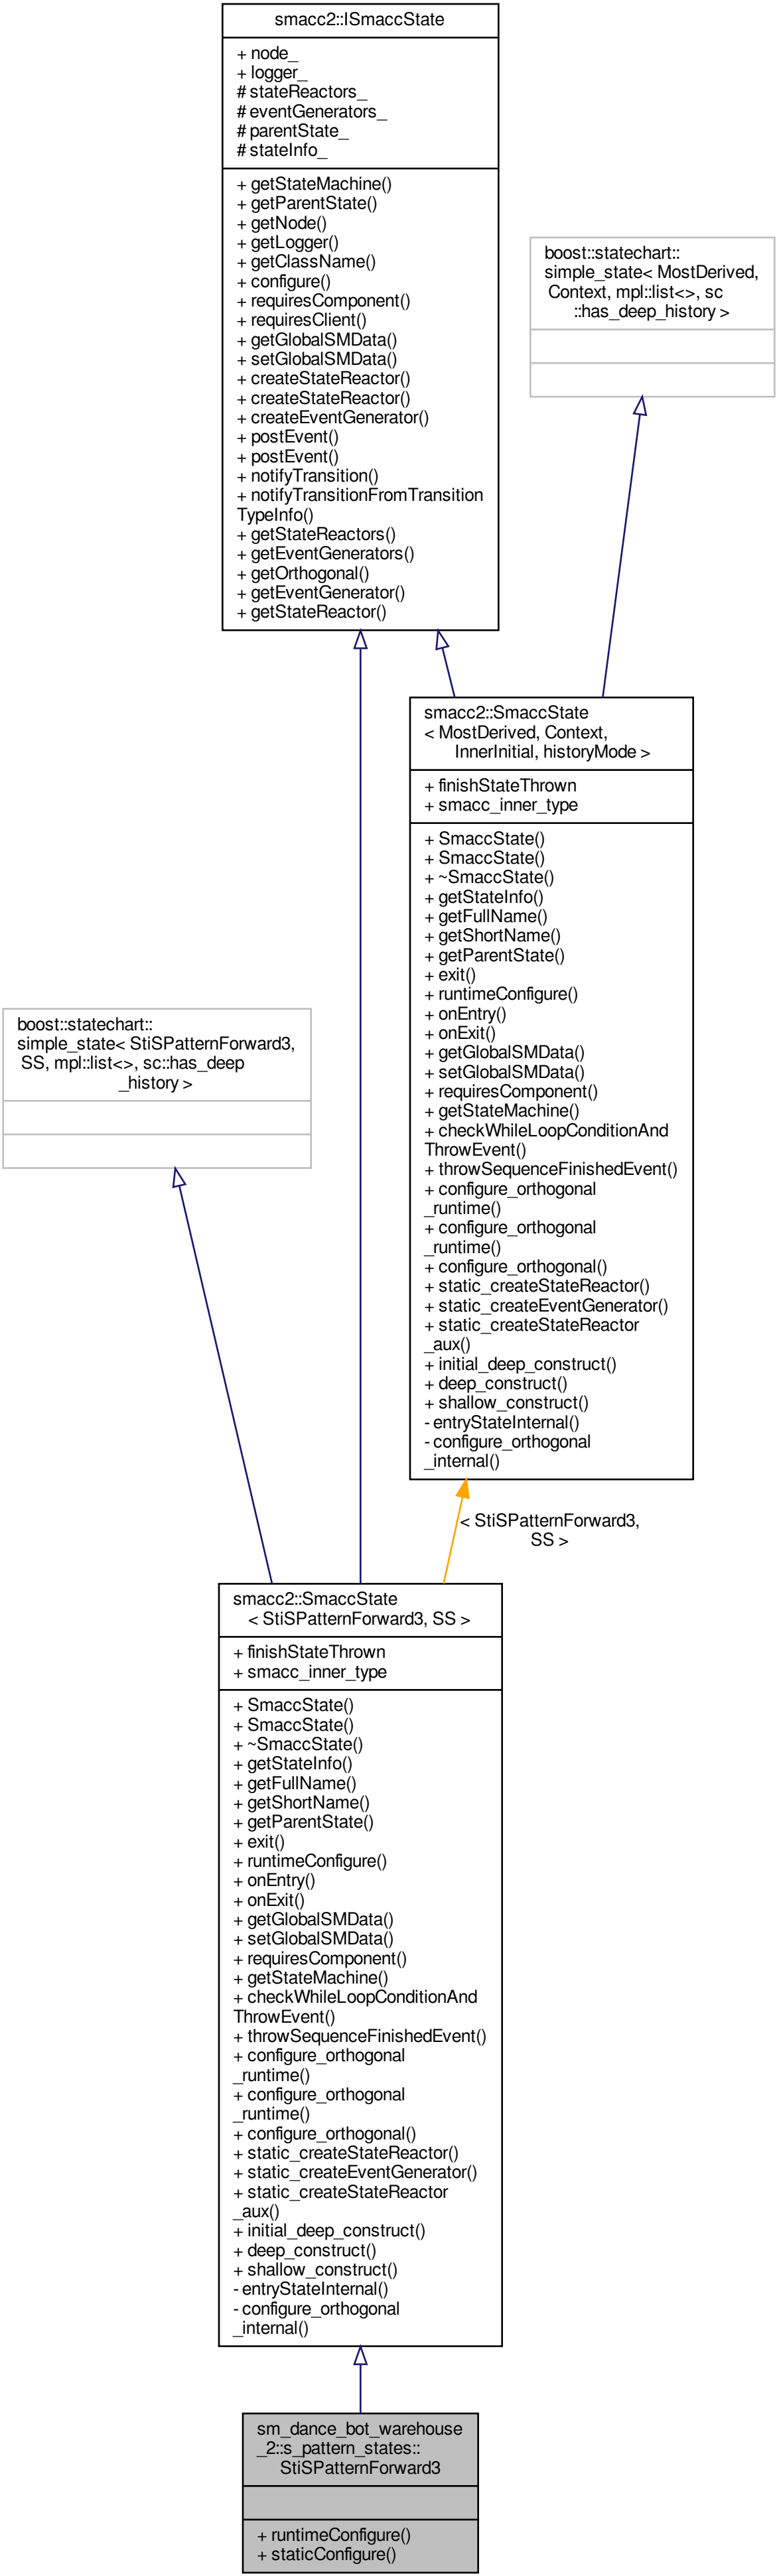 smacc2::ISmaccState
+ node_
+ logger_
# stateReactors_
# eventGenerators_
# parentState_
# stateInfo_
+ getStateMachine()
+ getParentState()
+ getNode()
+ getLogger()
+ getClassName()
+ configure()
+ requiresComponent()
+ requiresClient()
+ getGlobalSMData()
+ setGlobalSMData()
+ createStateReactor()
+ createStateReactor()
+ createEventGenerator()
+ postEvent()
+ postEvent()
+ notifyTransition()
+ notifyTransitionFromTransition
TypeInfo()
+ getStateReactors()
+ getEventGenerators()
+ getOrthogonal()
+ getEventGenerator()
+ getStateReactor()
boost::statechart::
simple_state< MostDerived,
Context, mpl::list<>, sc
::has_deep_history >
smacc2::SmaccState
< MostDerived, Context,
InnerInitial, historyMode >
+ finishStateThrown
+ smacc_inner_type
+ SmaccState()
+ SmaccState()
+ ~SmaccState()
+ getStateInfo()
+ getFullName()
+ getShortName()
+ getParentState()
+ exit()
+ runtimeConfigure()
+ onEntry()
+ onExit()
+ getGlobalSMData()
+ setGlobalSMData()
+ requiresComponent()
+ getStateMachine()
+ checkWhileLoopConditionAnd
ThrowEvent()
+ throwSequenceFinishedEvent()
+ configure_orthogonal
_runtime()
+ configure_orthogonal
_runtime()
+ configure_orthogonal()
+ static_createStateReactor()
+ static_createEventGenerator()
+ static_createStateReactor
_aux()
+ initial_deep_construct()
+ deep_construct()
+ shallow_construct()
- entryStateInternal()
- configure_orthogonal
_internal()
boost::statechart::
simple_state< StiSPatternForward3,
SS, mpl::list<>, sc::has_deep
_history >
< StiSPatternForward3,
SS >
smacc2::SmaccState
< StiSPatternForward3, SS >
+ finishStateThrown
+ smacc_inner_type
+ SmaccState()
+ SmaccState()
+ ~SmaccState()
+ getStateInfo()
+ getFullName()
+ getShortName()
+ getParentState()
+ exit()
+ runtimeConfigure()
+ onEntry()
+ onExit()
+ getGlobalSMData()
+ setGlobalSMData()
+ requiresComponent()
+ getStateMachine()
+ checkWhileLoopConditionAnd
ThrowEvent()
+ throwSequenceFinishedEvent()
+ configure_orthogonal
_runtime()
+ configure_orthogonal
_runtime()
+ configure_orthogonal()
+ static_createStateReactor()
+ static_createEventGenerator()
+ static_createStateReactor
_aux()
+ initial_deep_construct()
+ deep_construct()
+ shallow_construct()
- entryStateInternal()
- configure_orthogonal
_internal()
sm_dance_bot_warehouse
_2::s_pattern_states::
StiSPatternForward3
+ runtimeConfigure()
+ staticConfigure()